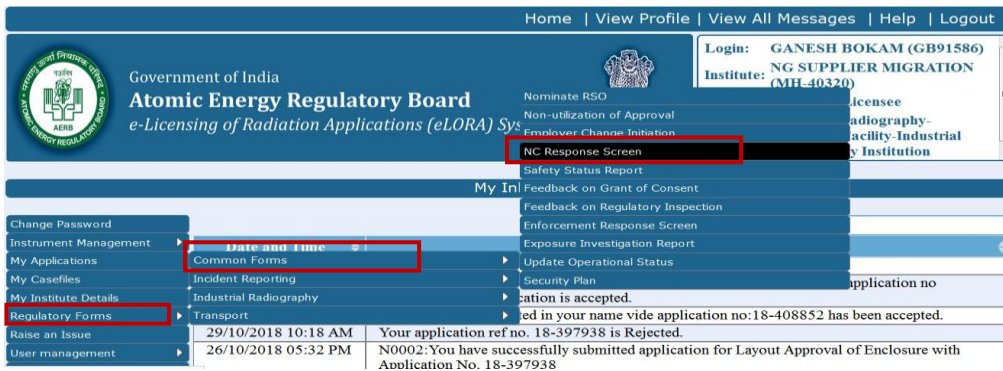 Home | View Profile | View All Messages | Help | Logout
Login: GANESH BOKAM (GB91586)
Institute: NG SUPPLIER MIGRATION
(MH-40320)
Government of India
Atomic Energy Regulatory Board
e-Licensing of Radiation Applications (eLORA) Sys
AERB
Nominate RSO
Non-utilization of Approval
Employer Change Initiation
NC Response Screen
Safety Status Report
Feedback on Grant of Consent
Feedback on Regulatory Inspection
Enforcement Response Screen
Exposure Investigation Report
Update Operational Status
Security Plan
icensee
adiography-
acility-Industrial
y Institution
My In
Change Password
Instrument Management
My Applications
My Casefiles
My Institute Details
Regulatory Forms
Raise an Issue
User management
Date and Time
Common Forms
Incident Reporting
Industrial Radiography
Transport
application no
cation is accepted.
ted in your name vide application no:18-408852 has been accepted.
29/10/2018 10:18 AM Your application ref no. 18-397938 is Rejected.
26/10/2018 05:32 PM N0002:You have successfully submitted application for Layout Approval of Enclosure with
Application No. 18-397938